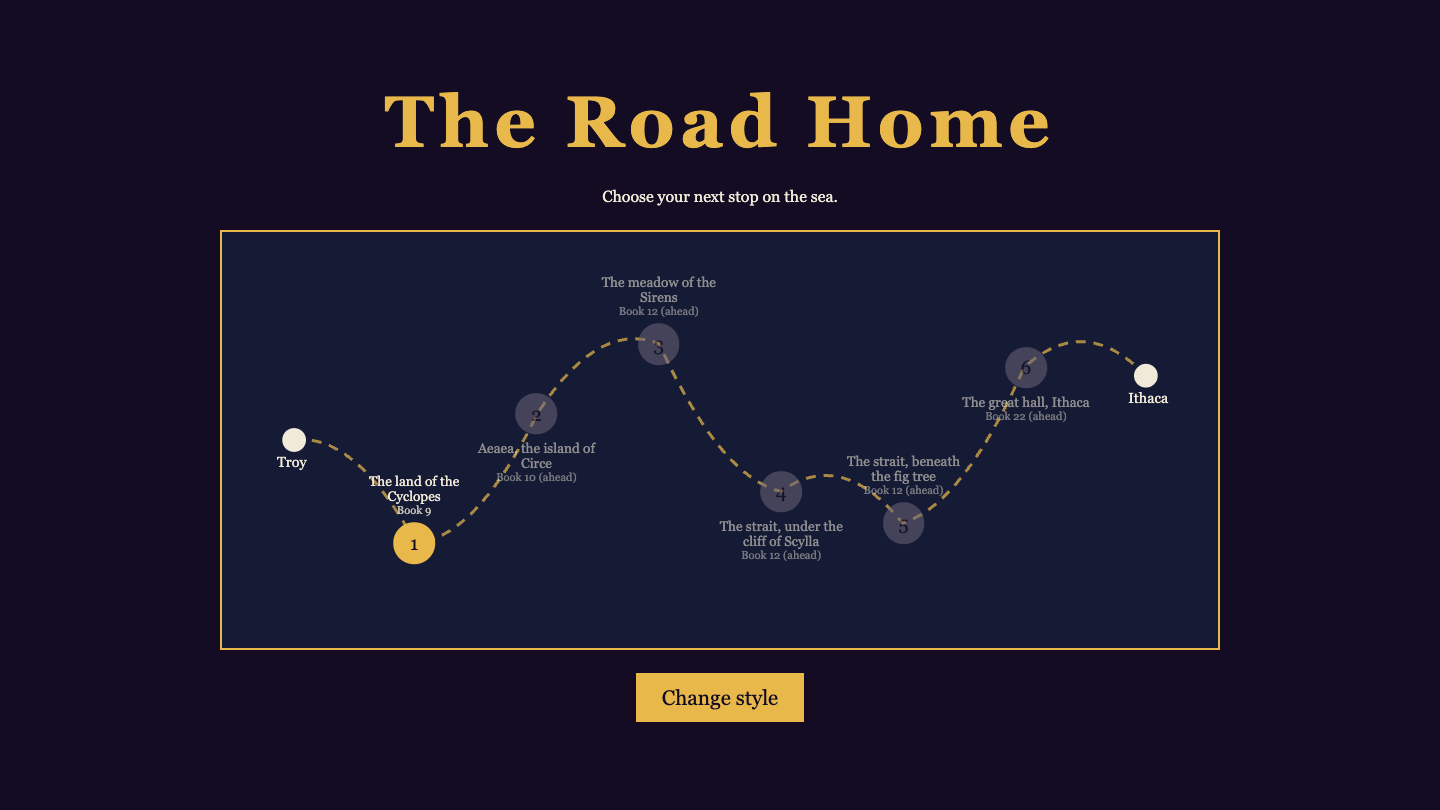 The Road Home
Choose your next stop on the sea.
Troy
The land of the
Cyclopes
Book 9
1
2
Aeaea, the island of
Circe
Book 10 (ahead)
The meadow of the
Sirens
Book 12 (ahead)
3
4
The strait, under the
cliff of Scylla
Book 12 (ahead)
The strait, beneath
the fig tree
Book 12 (ahead)
5
6
The great hall, Ithaca
Book 22 (ahead)
Ithaca
Change style